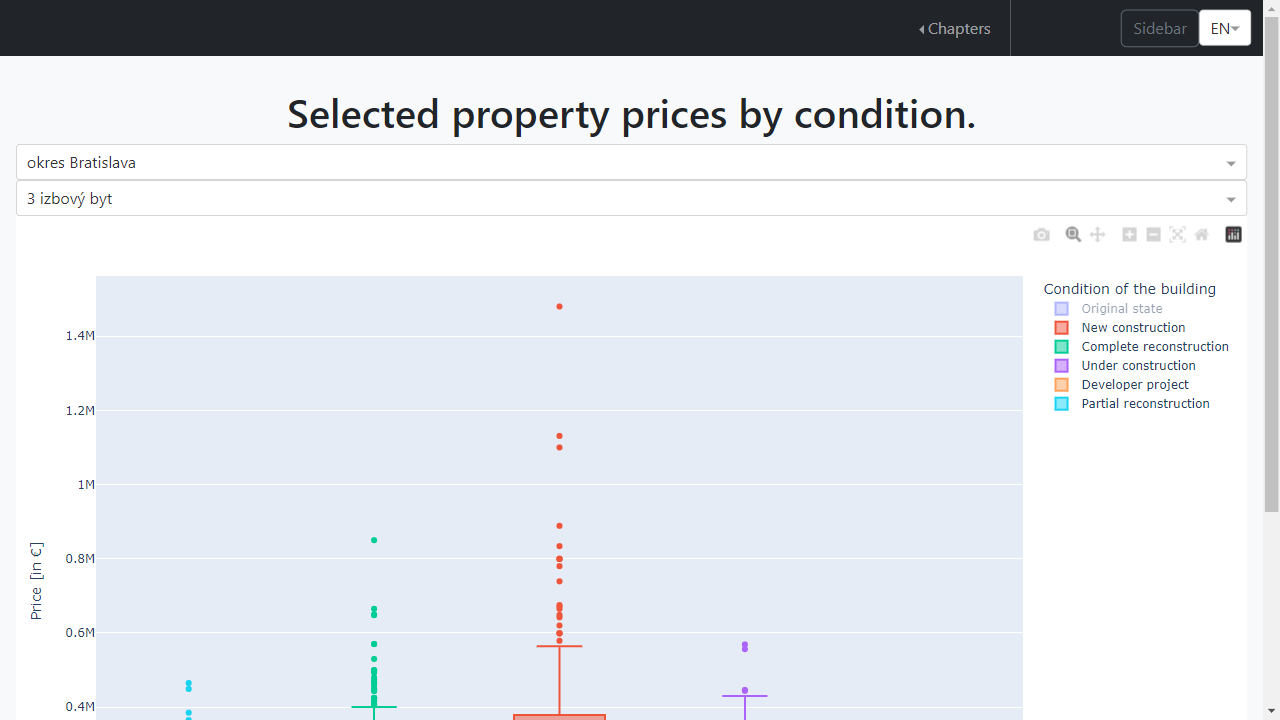 Chapters
Sidebar
EN
Selected property prices by condition.
okres Bratislava
3 izbový byt
Condition of the building
Original state
New construction
Complete reconstruction
Under construction
Developer project
Partial reconstruction
1.4M
1.2M
1M
0.8M
0.6M
0.4M
Price [in €]